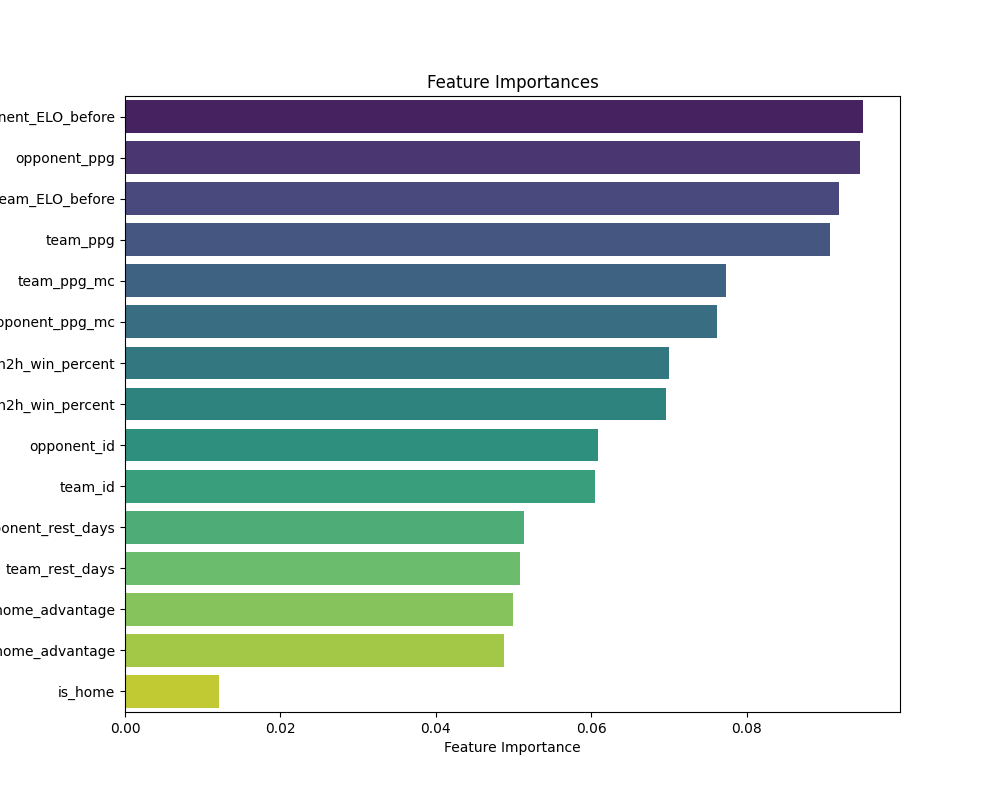 Feature Importances
nent_ELO_before
opponent_ppg
eam_ELO_before
team_ppg
team_ppg_mc
pponent_ppg_mc
h2h_win_percent
h2h_win_percent
opponent_id
team_id
ponent_rest_days
team_rest_days
home_advantage
home_advantage
is_home
0.00 0.02 0.04 0.06 0.08
Feature Importance